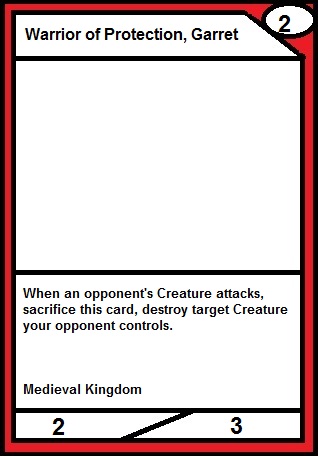 Warrior of Protection, Garret
2
When an opponent's Creature attacks,
sacrifice this card, destroy target Creature
your opponent controls.
Medieval Kingdom
2
3